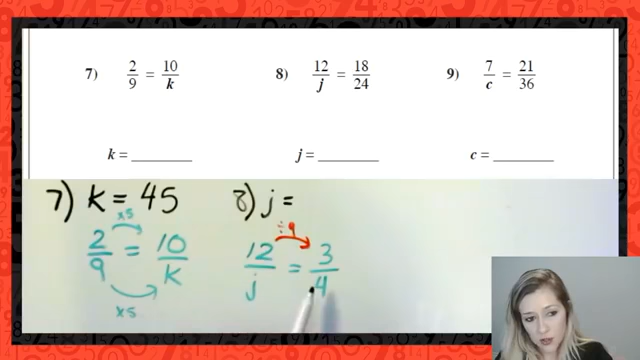 7) 2/9 = 10/k
8) 12/j = 18/24
9) 7/c = 21/36
k = ________
j = ________
c = ________
7) k = 45
x5
2/9 = 10/k
x5
8) j =
÷
12/j = 3/4